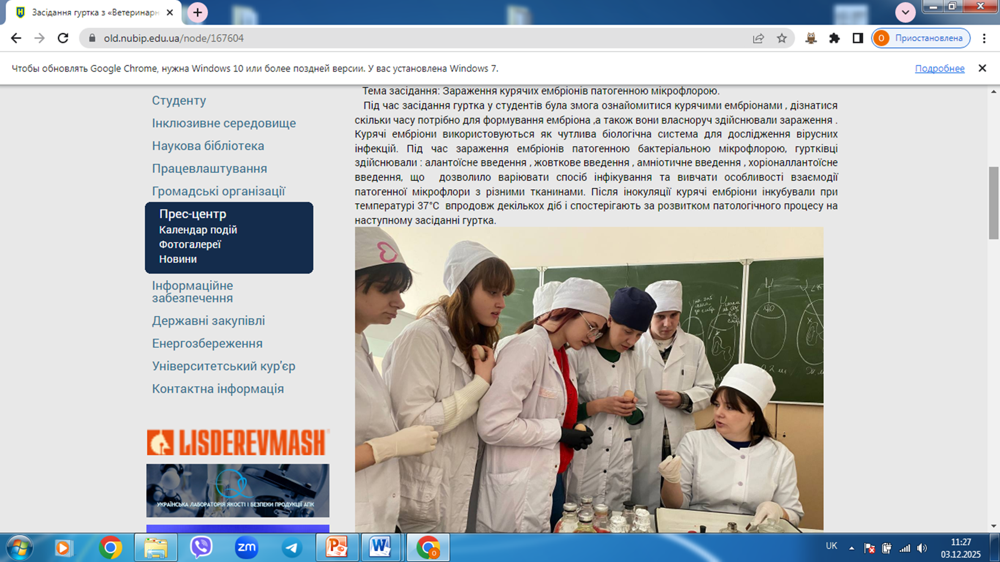 Засідання гуртка з «Ветеринарн
old.nubip.edu.ua/node/167604
О
Приостановлена
Чтобы обновлять Google Chrome, нужна Windows 10 или более поздней версии. У вас установлена Windows 7.
Подробнее
Студенту
Інклюзивне середовище
Наукова бібліотека
Працевлаштування
Громадські організації
Прес-центр
Календар подій
Фотогалереї
Новини
Інформаційне
забезпечення
Державні закупівлі
Енергозбереження
Університетський кур'єр
Контактна інформація
LISDEREVMASH
УКРАЇНСЬКА ЛАБОРАТОРІЯ ЯКОСТІ І БЕЗПЕКИ ПРОДУКЦІЇ АПК
Тема засідання: Зараження курячих ембріонів патогенною мікрофлорою.
Під час засідання гуртка у студентів була змога ознайомитися курячими ембріонами , дізнатися
скільки часу потрібно для формування ембріона ,а також вони власноруч здійснювали зараження .
Курячі ембріони використовуються як чутлива біологічна система для дослідження вірусних
інфекцій. Під час зараження ембріонів патогенною бактеріальною мікрофлорою, гуртківці
здійснювали : алантоїсне введення , жовткове введення , амніотичне введення , хоріоналлантоїсне
введення, що дозволило варіювати спосіб інфікування та вивчати особливості взаємодії
патогенної мікрофлори з різними тканинами. Після інокуляції курячі ембріони інкубували при
температурі 37°C впродовж декількох діб і спостерігають за розвитком патологічного процесу на
наступному засіданні гуртка.
zm
UK
11:27
03.12.2025